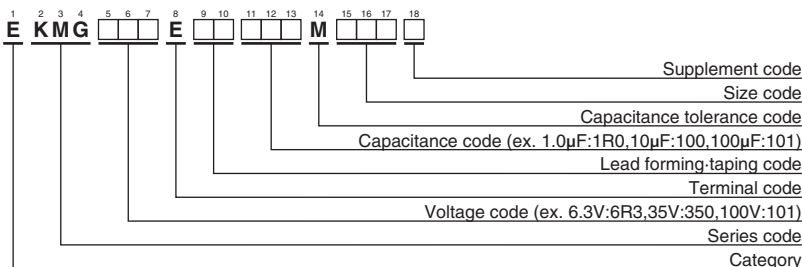 1 2 3 4 5 6 7 8 9 10 11 12 13 14 15 16 17 18
E KMG E M
Supplement code
Size code
Capacitance tolerance code
Capacitance code (ex. 1.0μF:1R0,10μF:100,100μF:101)
Lead forming·taping code
Terminal code
Voltage code (ex. 6.3V:6R3,35V:350,100V:101)
Series code
Category